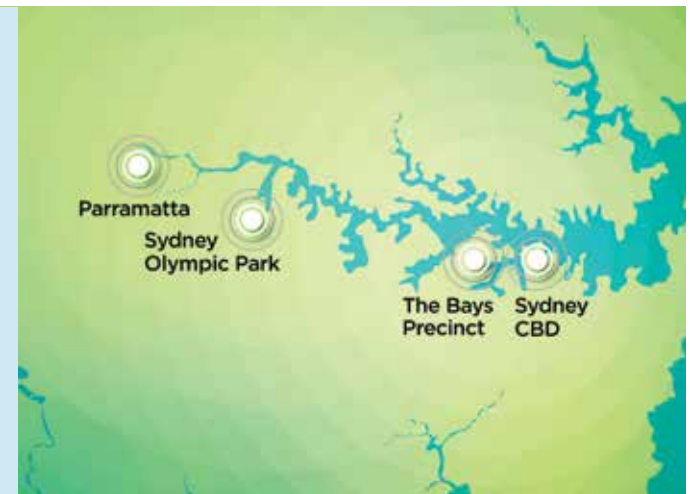 Parramatta
Sydney
Olympic Park
The Bays
Precinct
Sydney
CBD